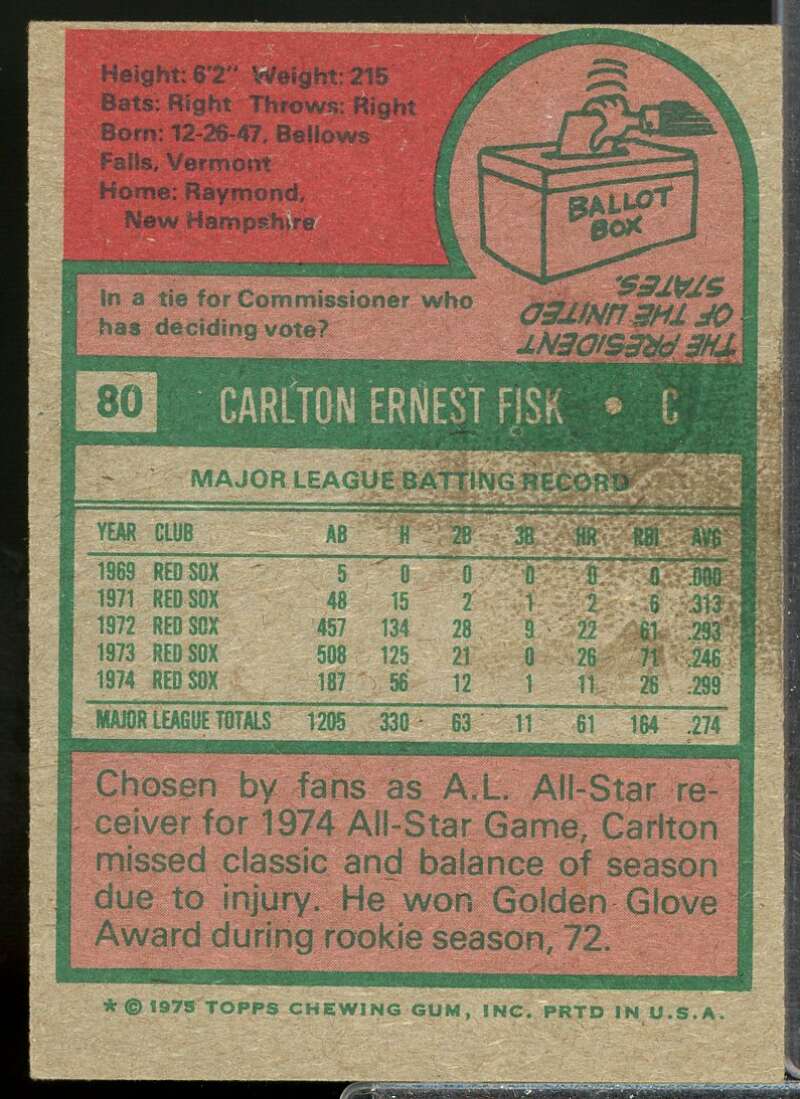 Height: 6'2" Weight: 215
Bats: Right Throws: Right
Born: 12-26-47, Bellows
Falls, Vermont
Home: Raymond,
New Hampshire
BALLOT
BOX
In a tie for Commissioner who
has deciding vote?
THE PRESIDENT
OF THE UNITED
STATES.
80 CARLTON ERNEST FISK • C
MAJOR LEAGUE BATTING RECORD
YEAR CLUB AB H 2B 3B HR RBI AVG
1969 RED SOX 5 0 0 0 0 0 .000
1971 RED SOX 48 15 2 1 2 6 .313
1972 RED SOX 457 134 28 9 22 61 .293
1973 RED SOX 508 125 21 0 26 71 .246
1974 RED SOX 187 56 12 1 11 26 .299
MAJOR LEAGUE TOTALS 1205 330 63 11 61 164 .274
Chosen by fans as A.L. All-Star re-
ceiver for 1974 All-Star Game, Carlton
missed classic and balance of season
due to injury. He won Golden Glove
Award during rookie season, 72.
* © 1975 TOPPS CHEWING GUM, INC. PRTD IN U.S.A.